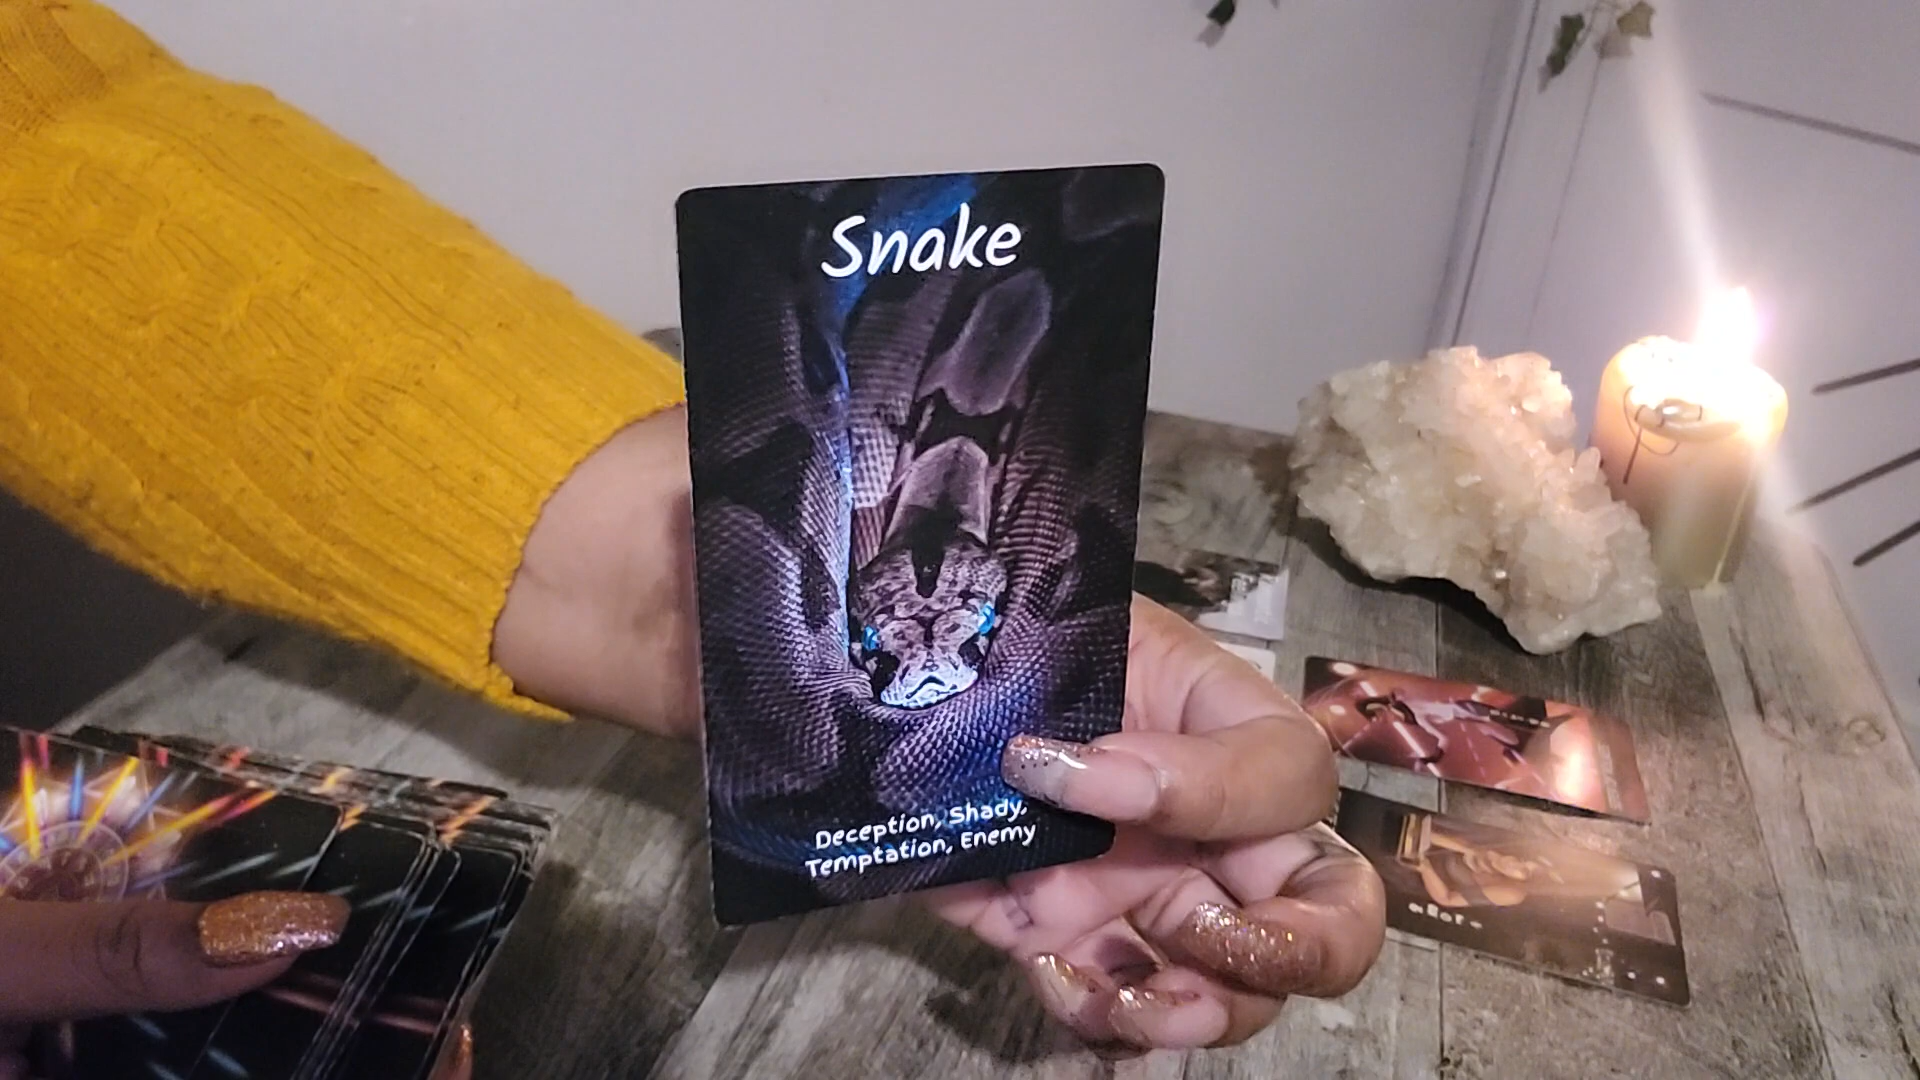 Snake
Deception, Shady,
Temptation, Enemy